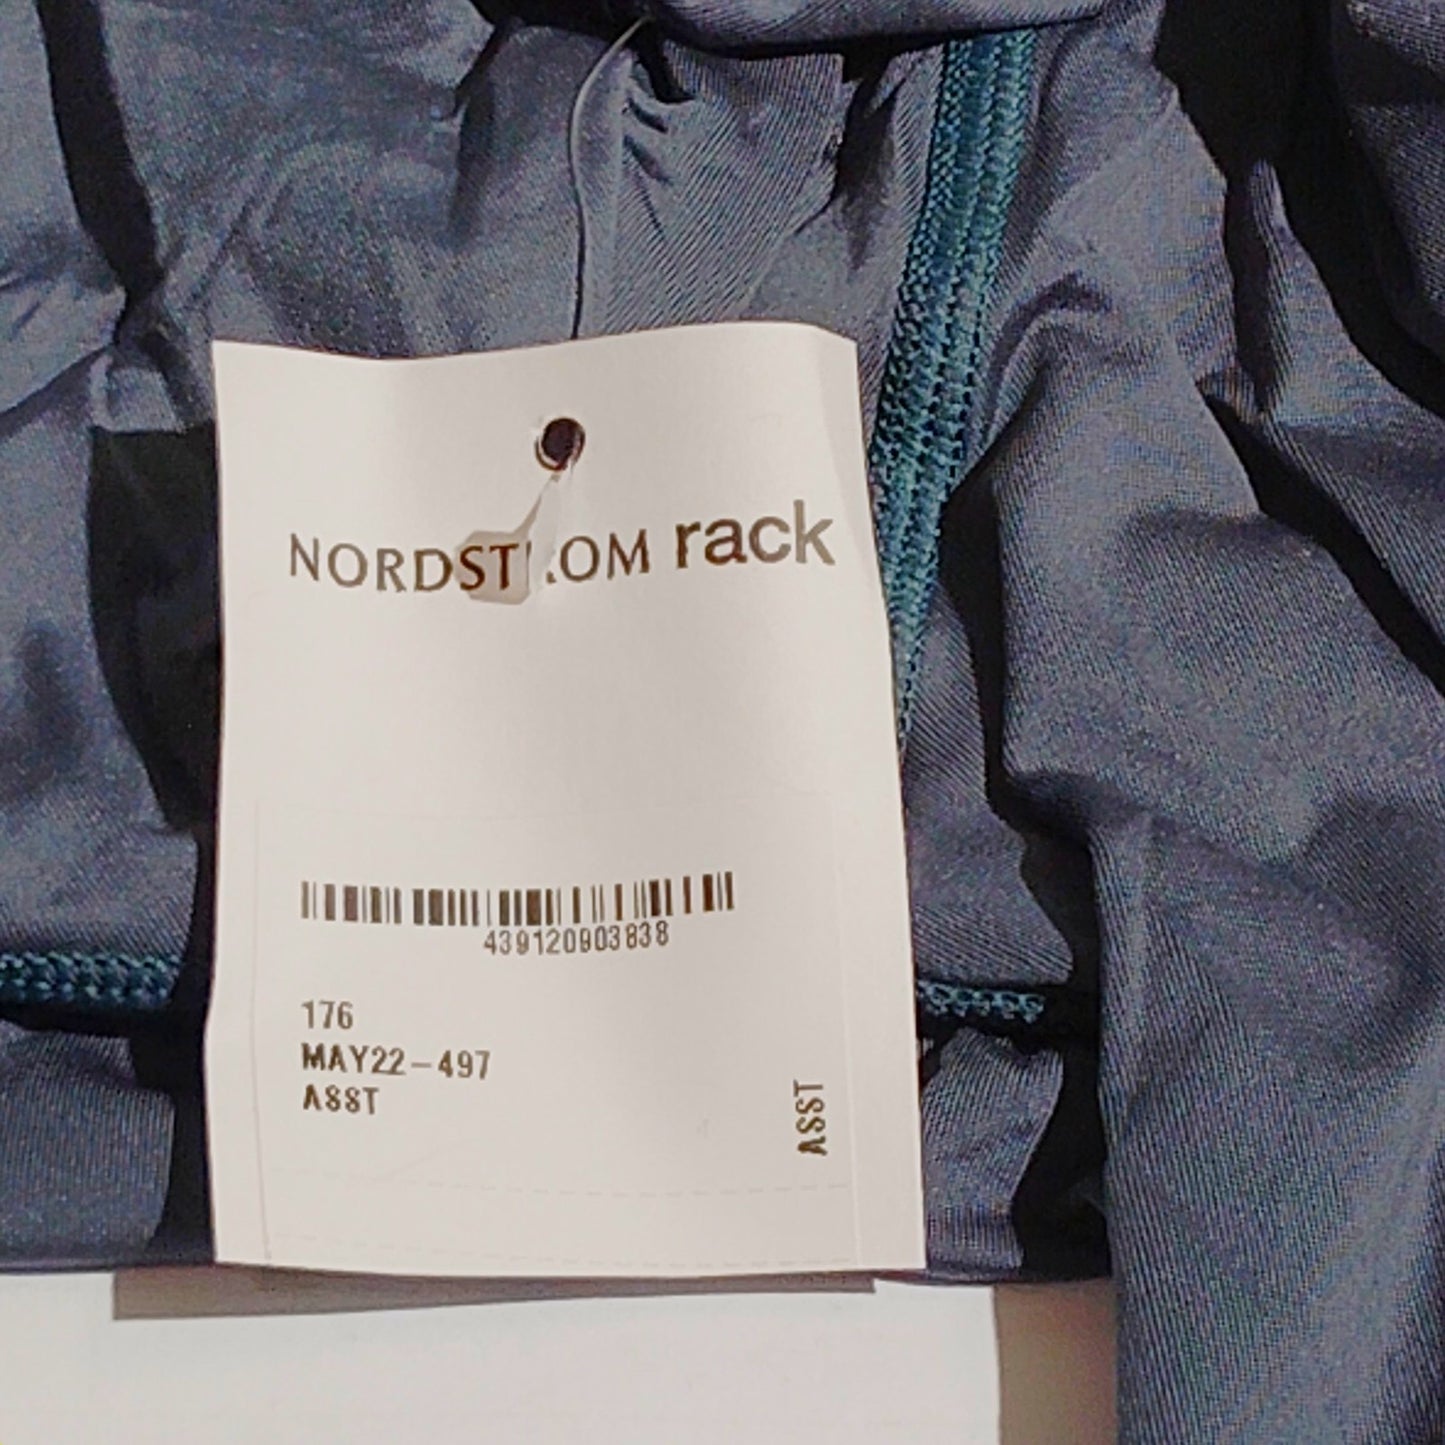 NORDSTROM rack
439120903838
176
MAY22-497
ASST
ASST